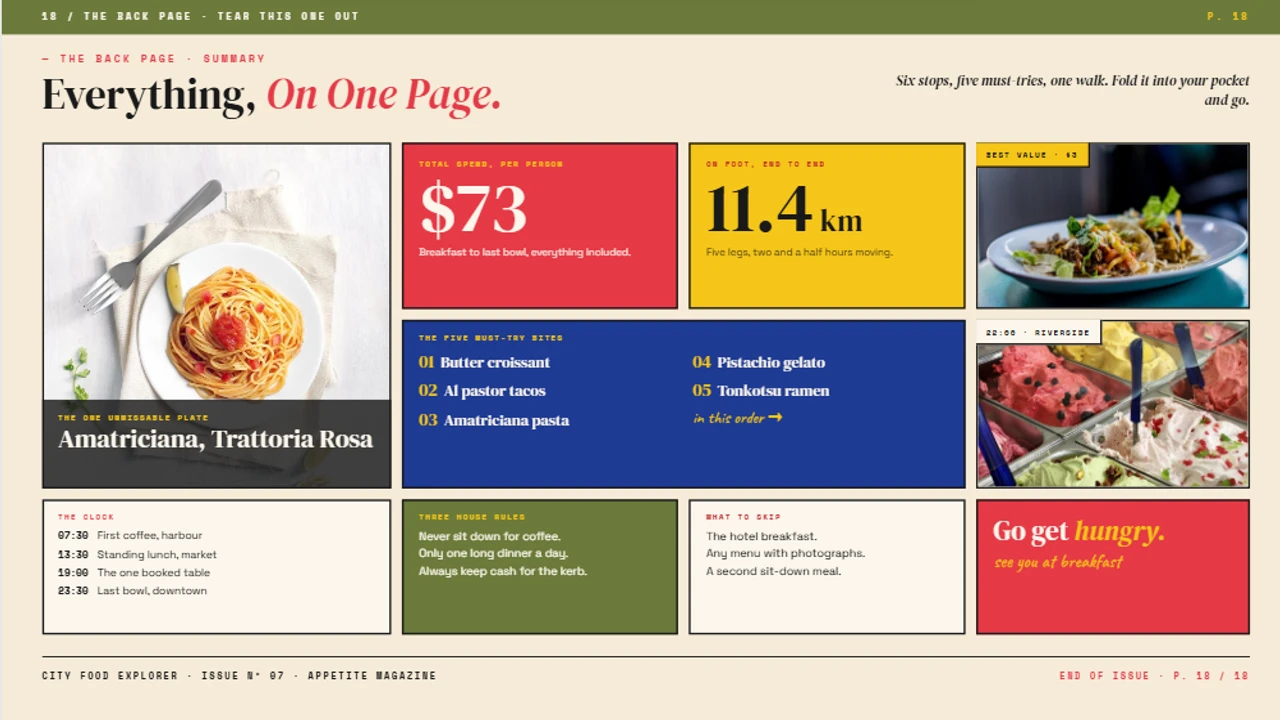 18 / THE BACK PAGE · TEAR THIS ONE OUT
P. 18
— THE BACK PAGE · SUMMARY
Everything, On One Page.
Six stops, five must-tries, one walk. Fold it into your pocket
and go.
THE ONE UNMISSABLE PLATE
Amatriciana, Trattoria Rosa
TOTAL SPEND, PER PERSON
$73
Breakfast to last bowl, everything included.
ON FOOT, END TO END
11.4 km
Five legs, two and a half hours moving.
BEST VALUE · $3
THE FIVE MUST-TRY BITES
01 Butter croissant
02 Al pastor tacos
03 Amatriciana pasta
04 Pistachio gelato
05 Tonkotsu ramen
in this order →
22:00 · RIVERSIDE
THE CLOCK
07:30 First coffee, harbour
13:30 Standing lunch, market
19:00 The one booked table
23:30 Last bowl, downtown
THREE HOUSE RULES
Never sit down for coffee.
Only one long dinner a day.
Always keep cash for the kerb.
WHAT TO SKIP
The hotel breakfast.
Any menu with photographs.
A second sit-down meal.
Go get hungry.
see you at breakfast
CITY FOOD EXPLORER · ISSUE N° 07 · APPETITE MAGAZINE
END OF ISSUE · P. 18 / 18